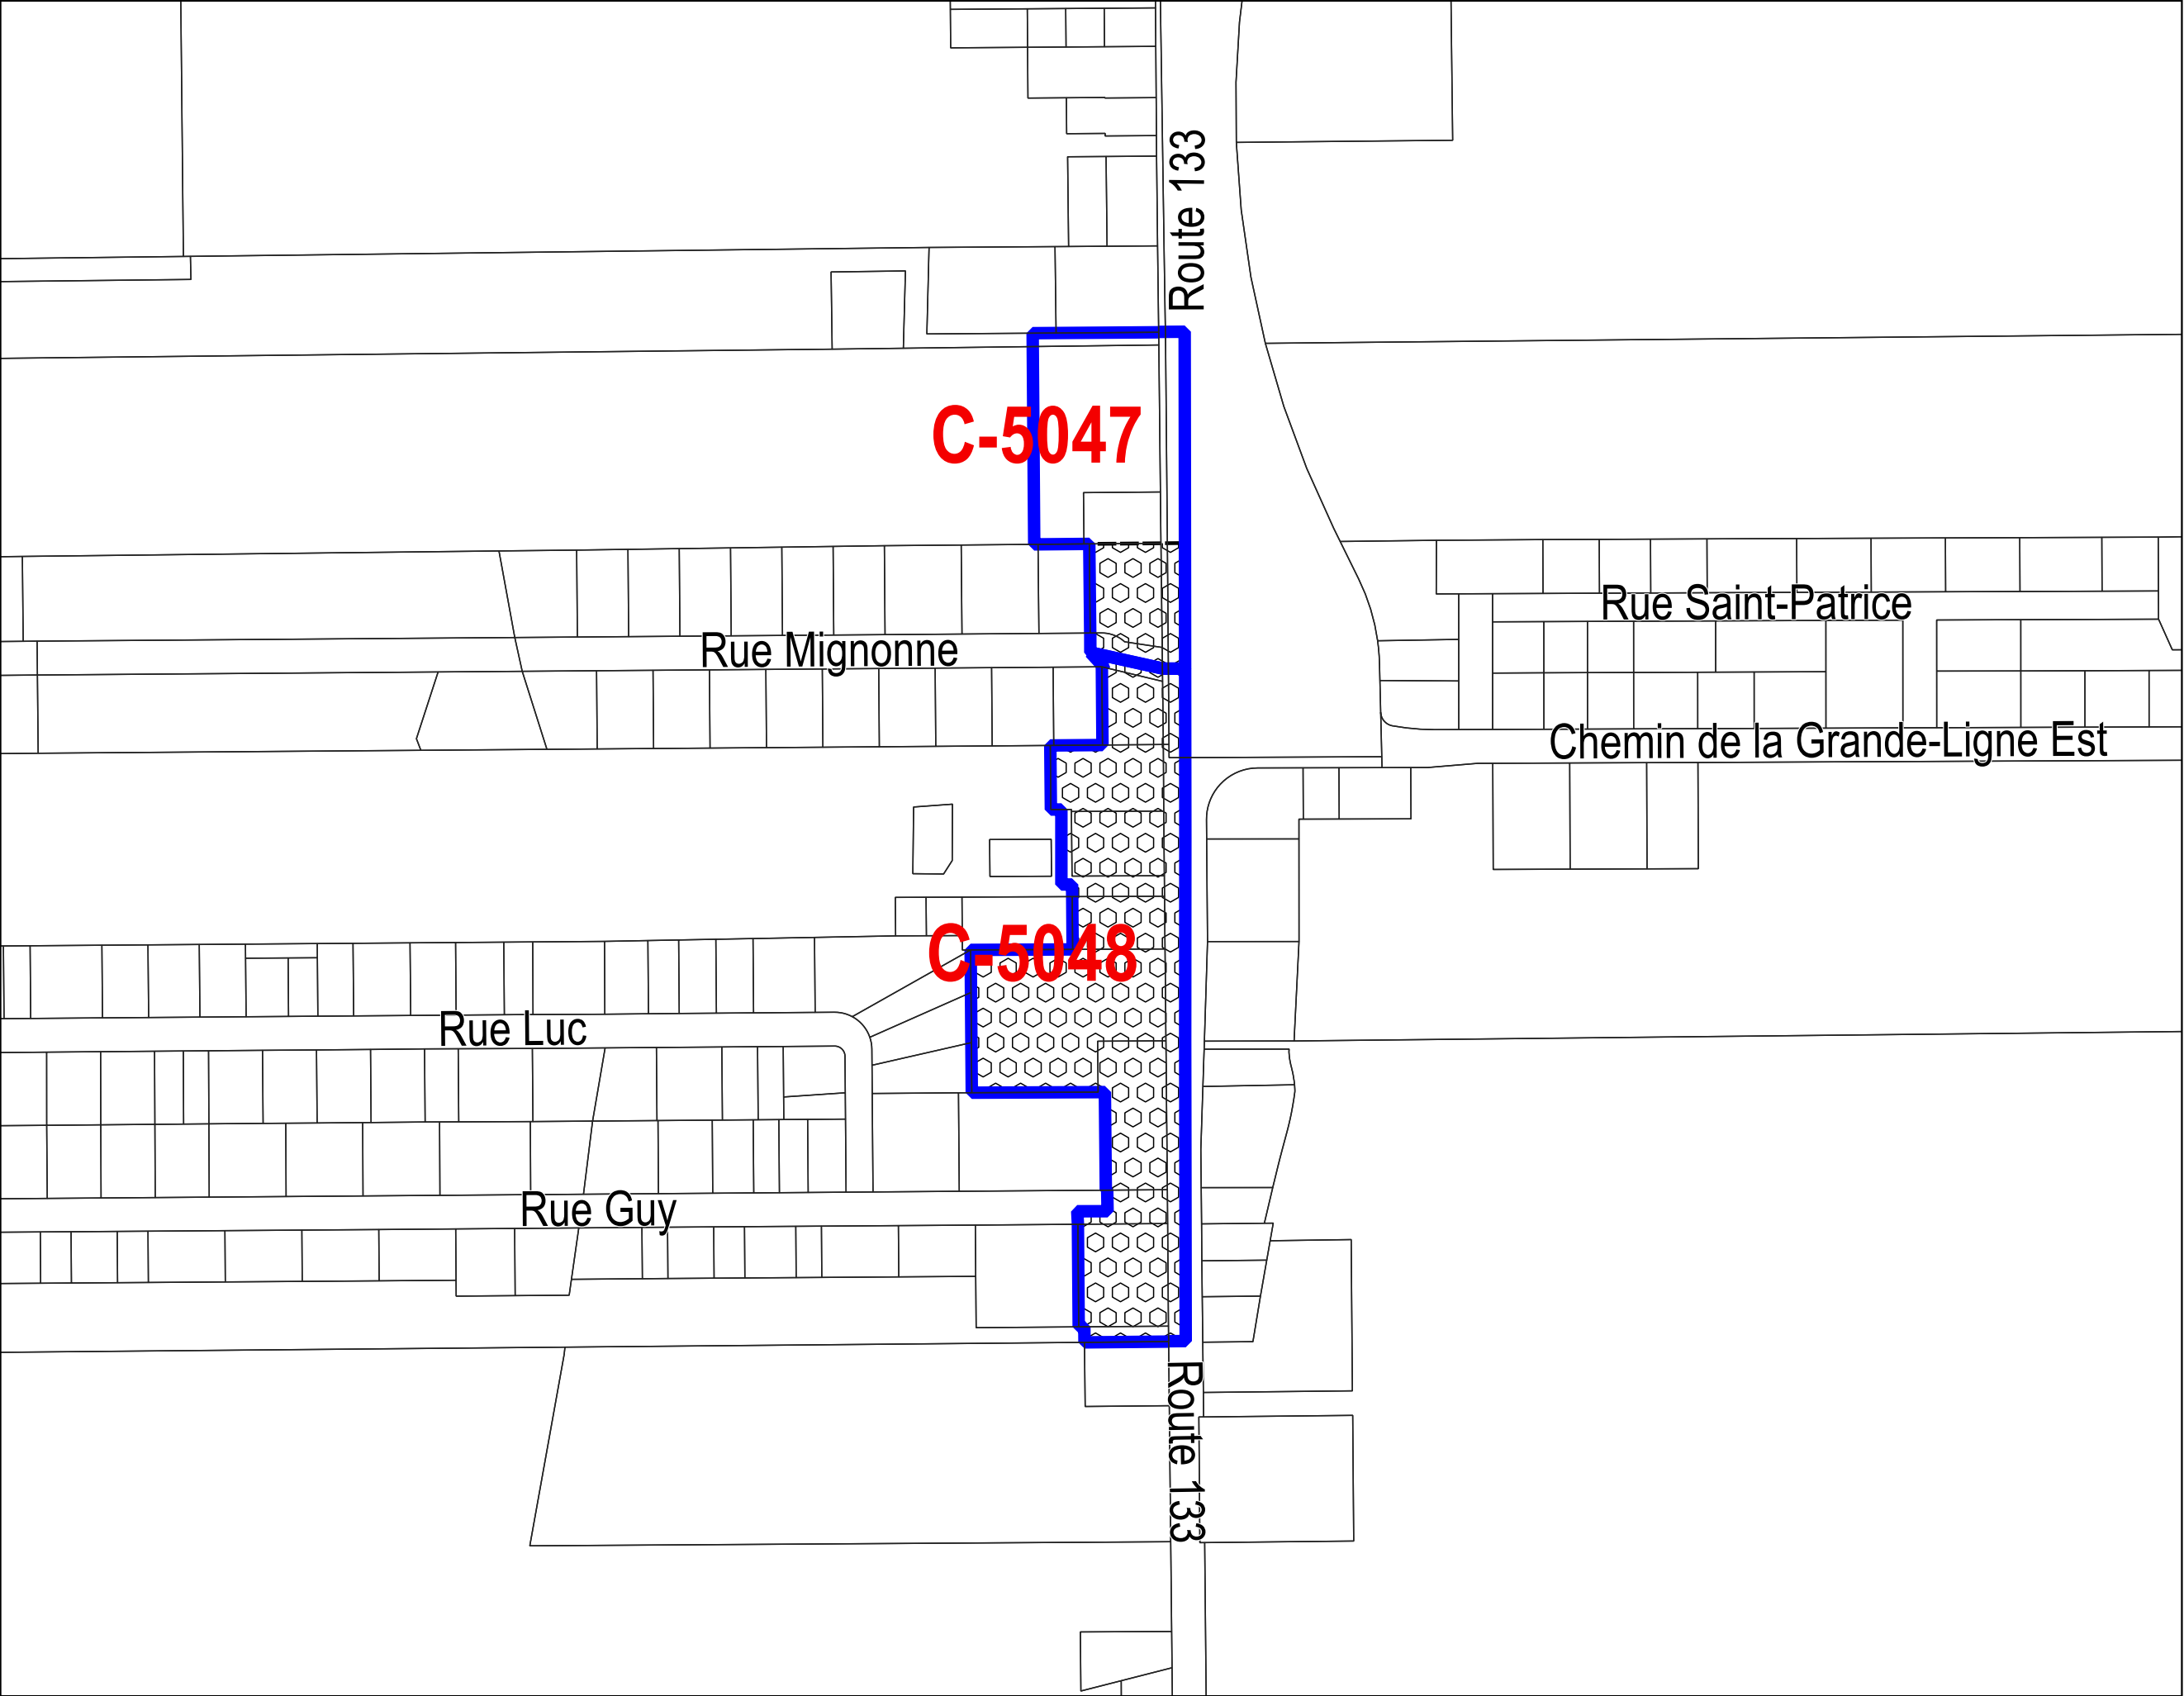 Route 133
C-5047
Rue Saint-Patrice
Rue Mignonne
Chemin de la Grande-Ligne Est
C-5048
Rue Luc
Rue Guy
Route 133